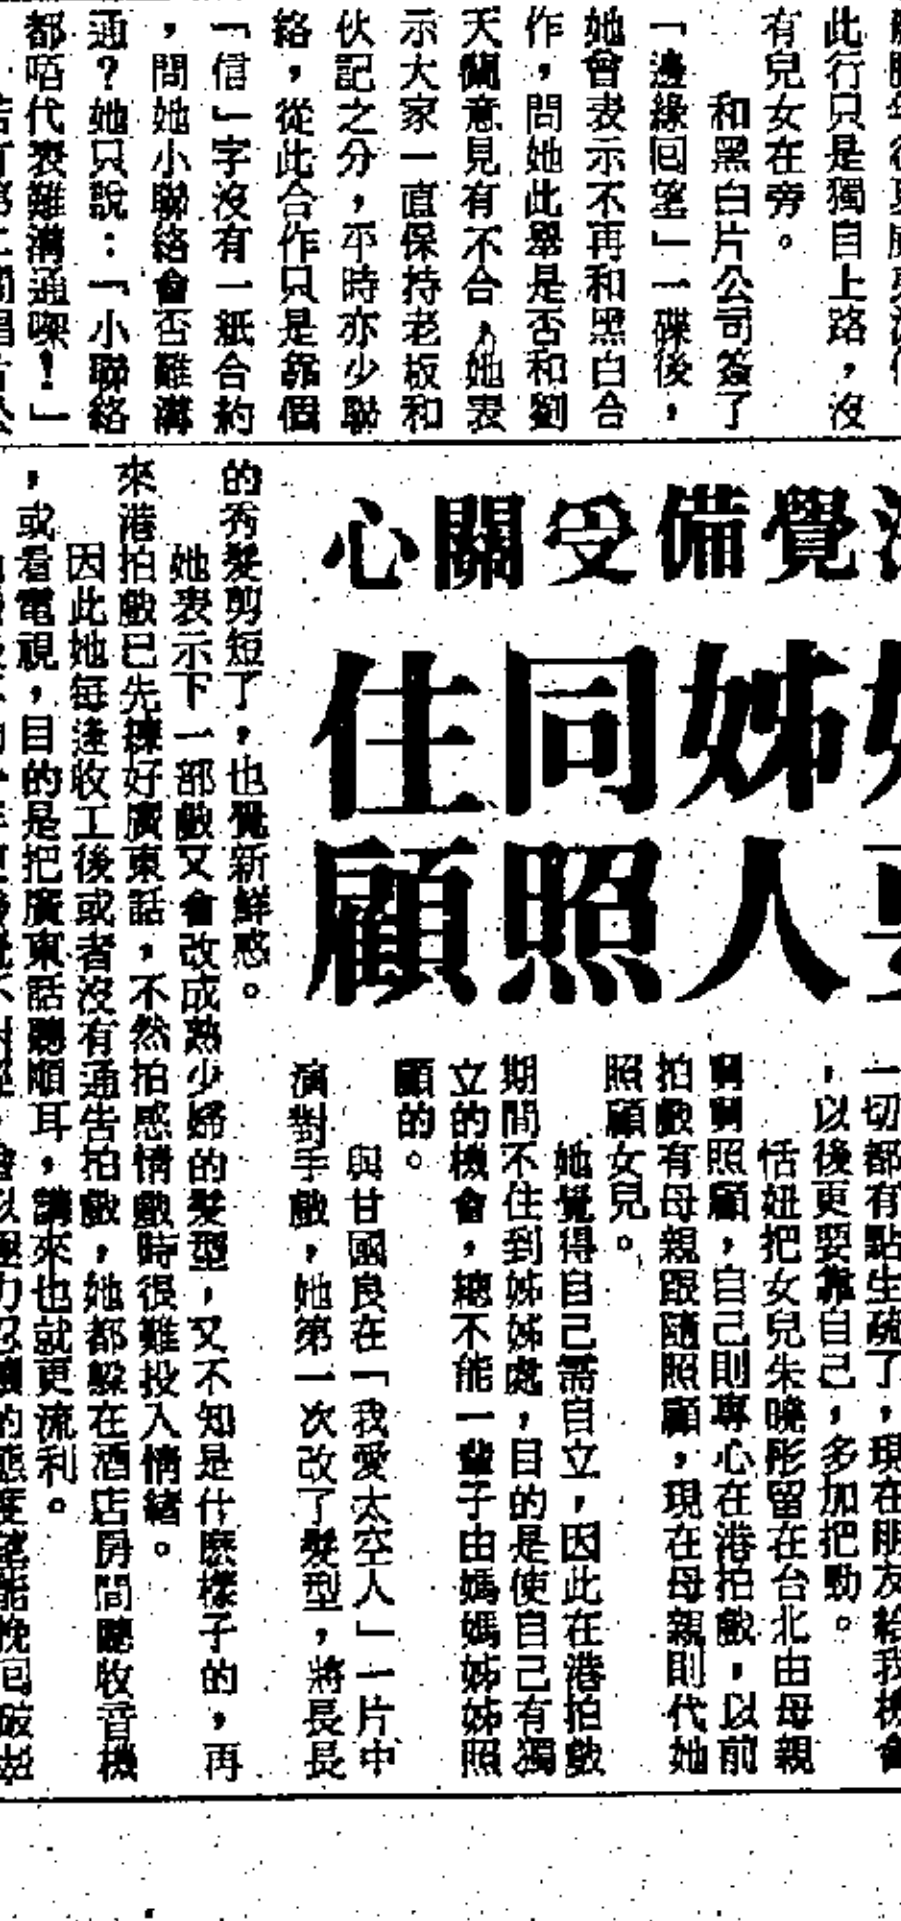 此行只是獨自上路，沒
有兒女在旁。
和黑白片公司簽了
「邊緣回望」一碟後，
她曾表示不再和黑白合
作，問她此舉是否和劉
天蘭意見有不合，她表
示大家一直保持老板和
伙記之分，平時亦少聯
絡，從此合作只是靠個
「信」字沒有一紙合約
，問她小聯絡會否難溝
通？她只說：「小聯絡
都唔代表難溝通㗎！」
覺備受關心
姊同住
人照顧
一切都有點生疏了，現在朋友給我機會
，以後更要靠自己，多加把勁。
恬妞把女兒朱曉彤留在台北由母親
舅舅照顧，自己則專心在港拍戲，以前
拍戲有母親跟隨照顧，現在母親則代她
照顧女兒。
她覺得自己需自立，因此在港拍戲
期間不住到姊姊處，目的是使自己有獨
立的機會，總不能一輩子由媽媽姊姊照
顧的。
與甘國良在「我愛太空人」一片中
演對手戲，她第一次改了髮型，將長長
的秀髮剪短了，也覺新鮮感。
她表示下一部戲又會改成熟少婦的髮型，又不知是什麽樣子的，再
來港拍戲已先練好廣東話，不然拍感情戲時很難投入情緒。
因此她每逢收工後或者沒有通告拍戲，她都躲在酒店房間聽收音機
，或看電視，目的是把廣東話聽順耳，講來也就更流利。